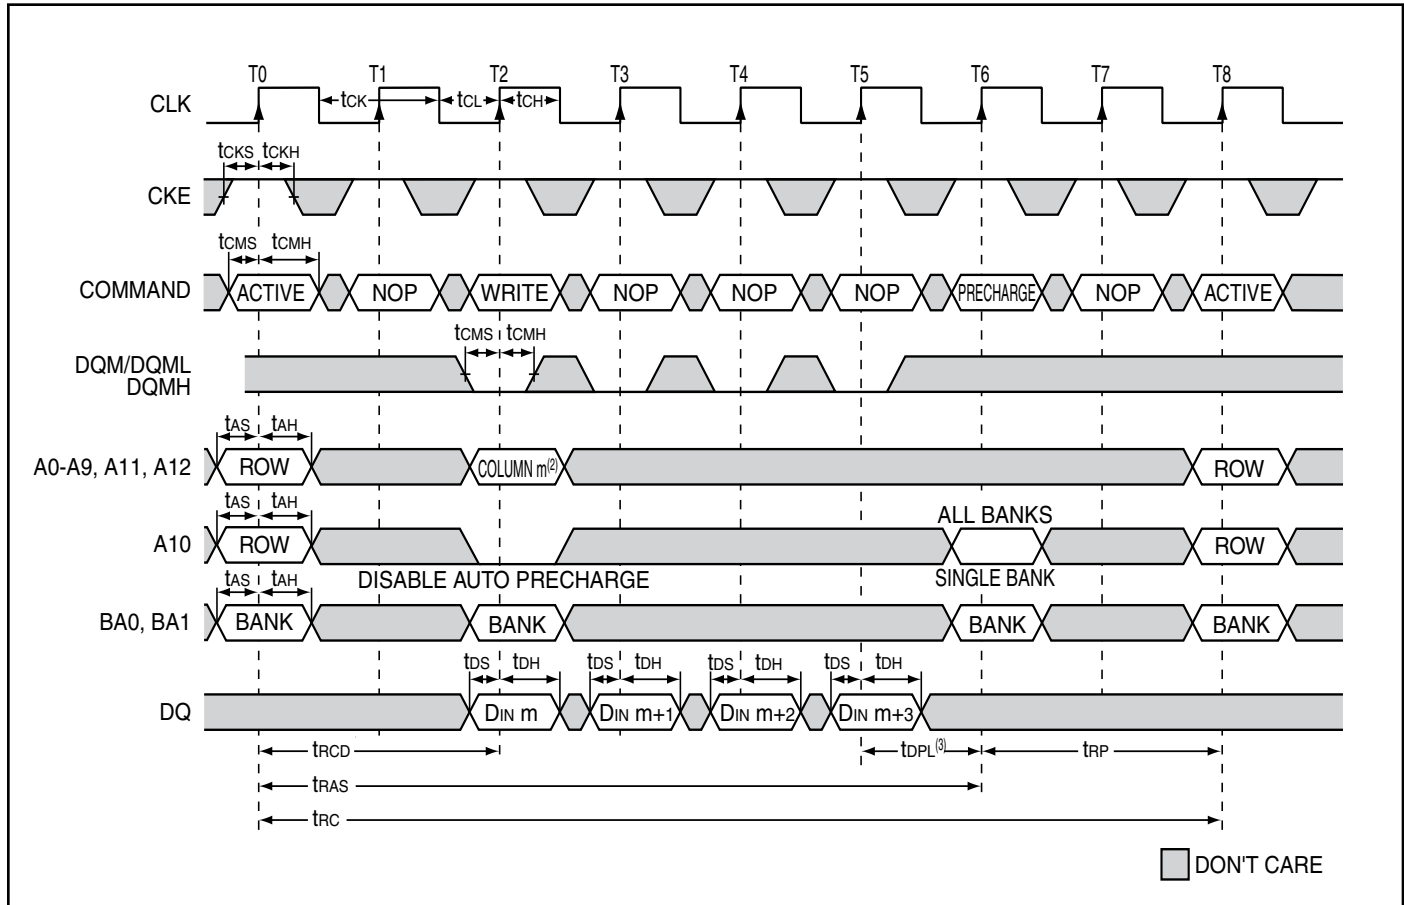 T0 T1 T2 T3 T4 T5 T6 T7 T8
CLK tCK tCL tCH
tCKS tCKH
CKE
tCMS tCMH
COMMAND ACTIVE NOP WRITE NOP NOP NOP PRECHARGE NOP ACTIVE
tCMS tCMH
DQM/DQML
DQMH
tAS tAH
A0-A9, A11, A12 ROW COLUMN m(2) ROW
tAS tAH ALL BANKS
A10 ROW ROW
DISABLE AUTO PRECHARGE SINGLE BANK
tAS tAH
BA0, BA1 BANK BANK BANK BANK
tDS tDH tDS tDH tDS tDH tDS tDH
DQ DIN m DIN m+1 DIN m+2 DIN m+3
tRCD tDPL(3) tRP
tRAS
tRC
DON'T CARE